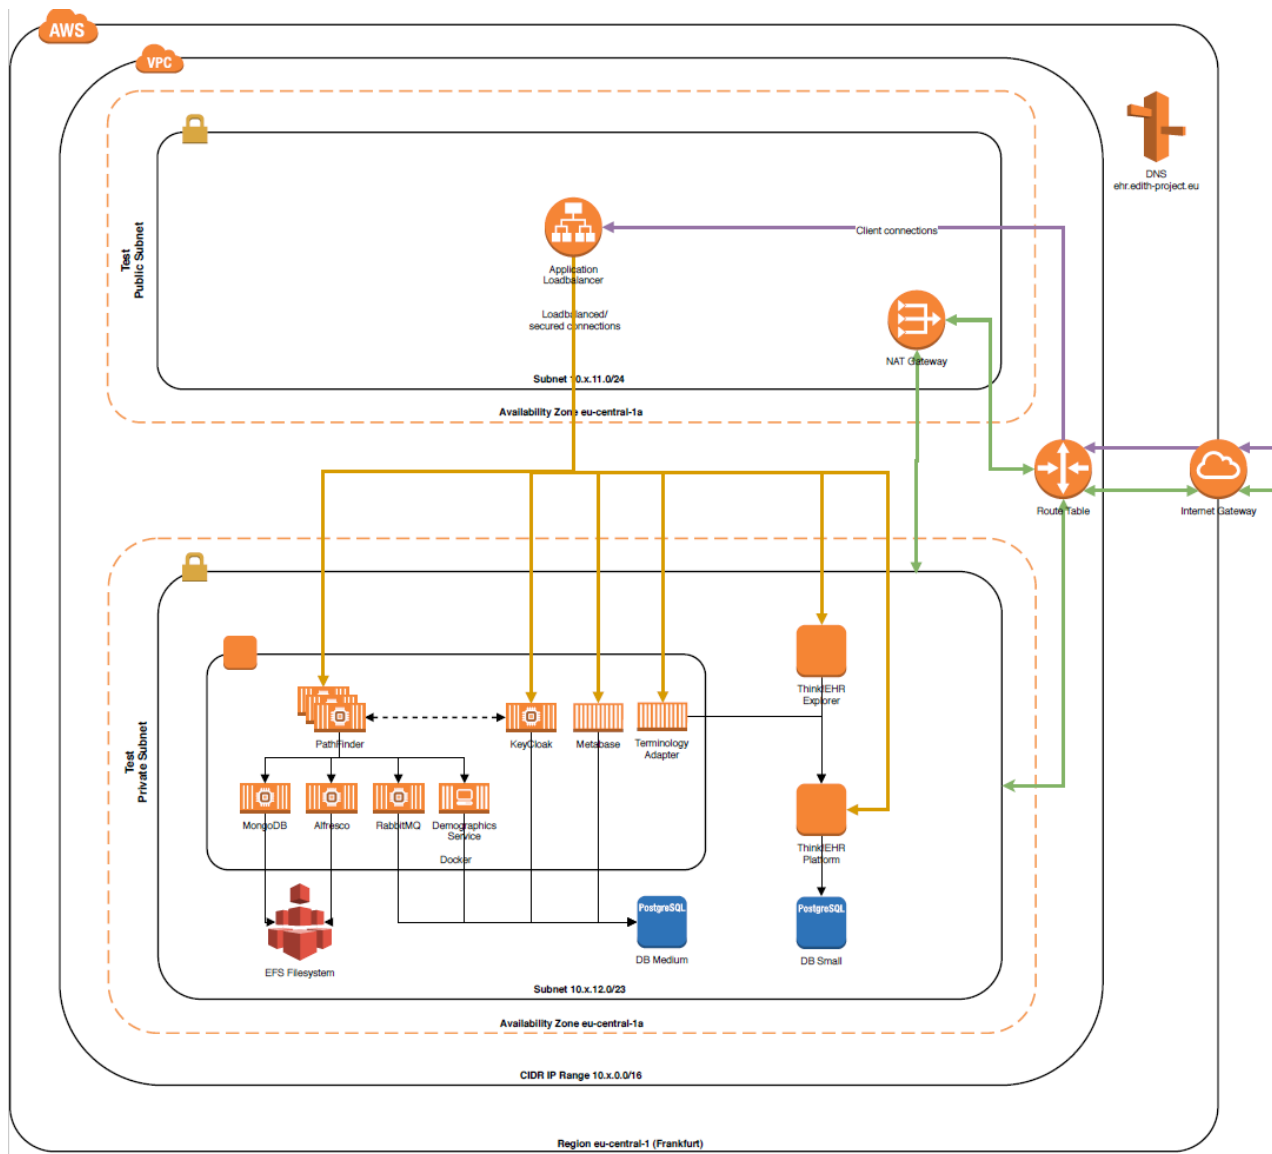 AWS
VPC
DNS
ehr.edith-project.eu
Test
Public Subnet
Client connections
Application
Loadbalancer
Loadbalanced/
secured connections
NAT Gateway
Subnet 10.x.11.0/24
Availability Zone eu-central-1a
Route Table
Internet Gateway
Test
Private Subnet
Think!EHR
Explorer
PathFinder
KeyCloak
Metabase
Terminology
Adapter
MongoDB
Alfresco
RabbitMQ
Demographics
Service
Docker
Think!EHR
Platform
PostgreSQL
PostgreSQL
EFS Filesystem
DB Medium
DB Small
Subnet 10.x.12.0/23
Availability Zone eu-central-1a
CIDR IP Range 10.x.0.0/16
Region eu-central-1 (Frankfurt)